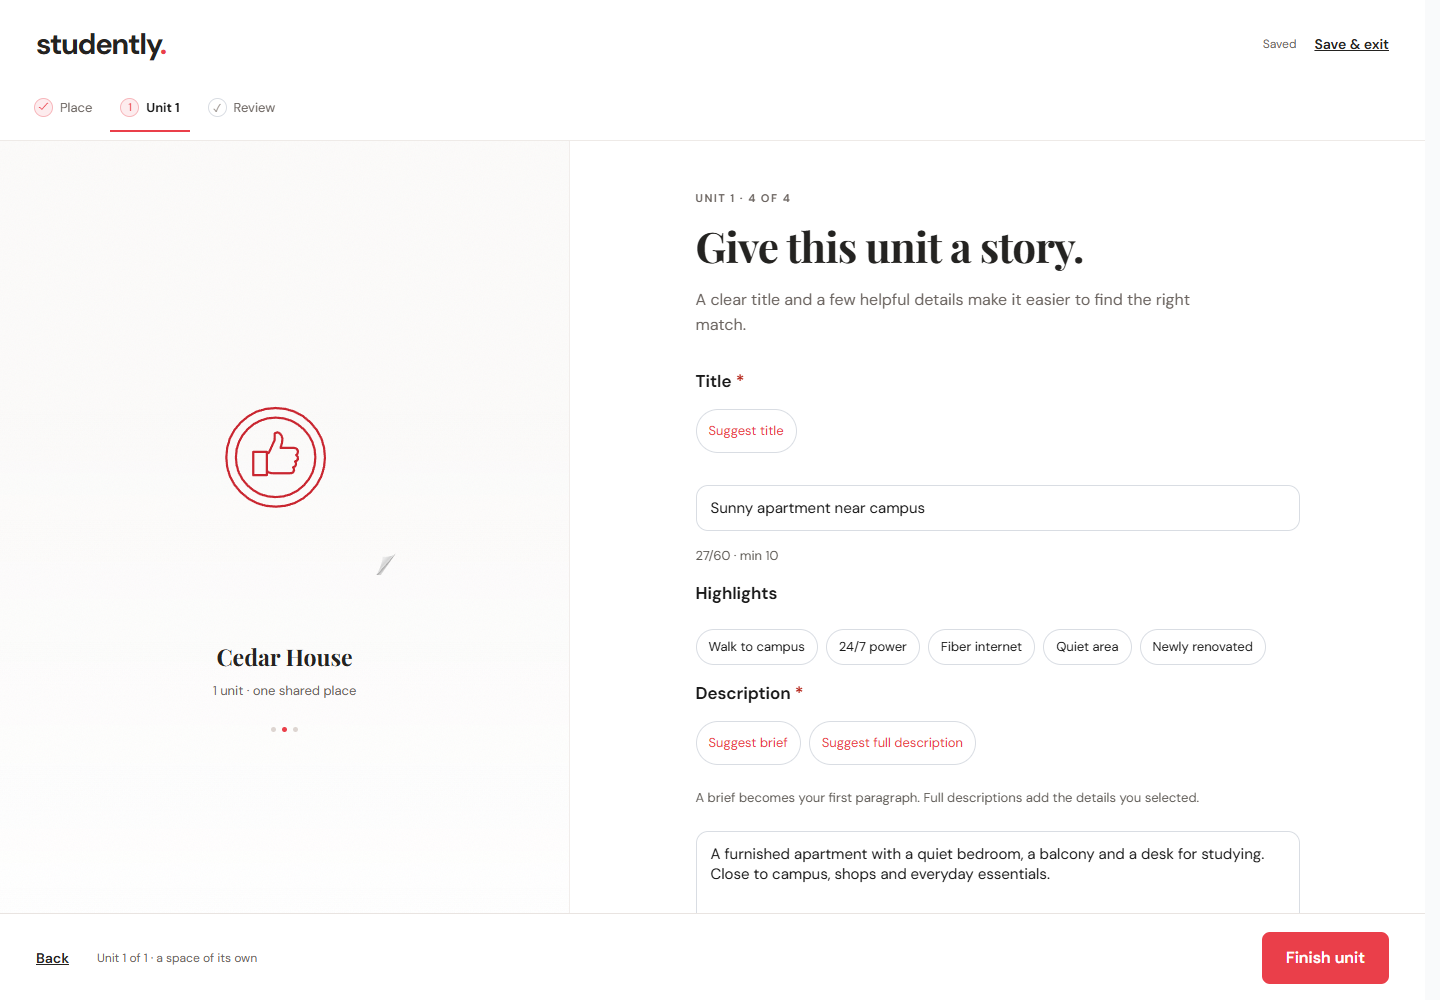 studently.
Saved
Save & exit
Place
1
Unit 1
Review
UNIT 1 · 4 OF 4
Give this unit a story.
A clear title and a few helpful details make it easier to find the right
match.
Title *
Suggest title
Sunny apartment near campus
27/60 · min 10
Highlights
Walk to campus
24/7 power
Fiber internet
Quiet area
Newly renovated
Description *
Suggest brief
Suggest full description
A brief becomes your first paragraph. Full descriptions add the details you selected.
A furnished apartment with a quiet bedroom, a balcony and a desk for studying.
Close to campus, shops and everyday essentials.
Cedar House
1 unit · one shared place
Back
Unit 1 of 1 · a space of its own
Finish unit